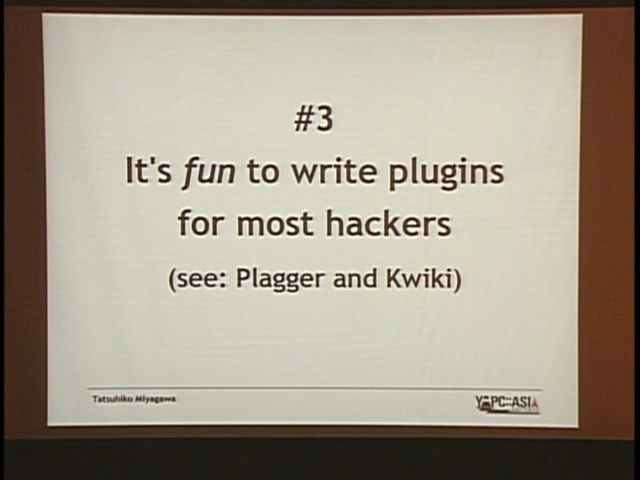 #3
It's fun to write plugins
for most hackers
(see: Plagger and Kwiki)
Tatsuhiko Miyagawa
YAPC::ASIA